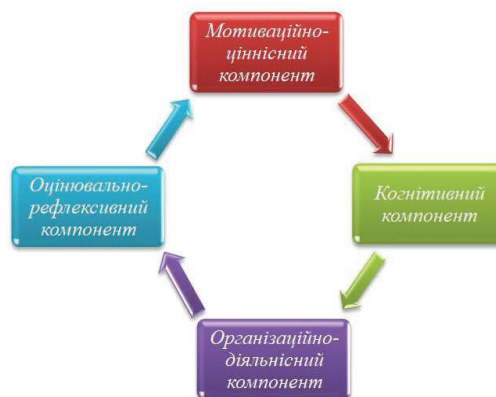 Мотиваційно-
ціннісний
компонент
Когнітивний
компонент
Організаційно-
діяльнісний
компонент
Оцінювально-
рефлексивний
компонент